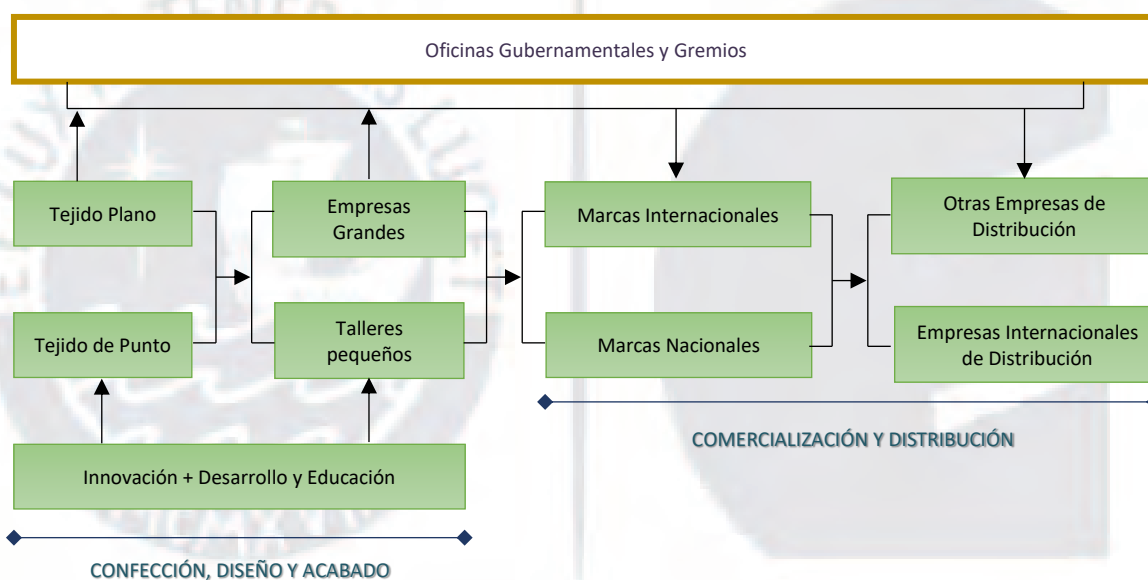 Oficinas Gubernamentales y Gremios
Tejido Plano
Empresas
Grandes
Marcas Internacionales
Otras Empresas de
Distribución
Tejido de Punto
Talleres
pequeños
Marcas Nacionales
Empresas Internacionales
de Distribución
COMERCIALIZACIÓN Y DISTRIBUCIÓN
Innovación + Desarrollo y Educación
CONFECCIÓN, DISEÑO Y ACABADO